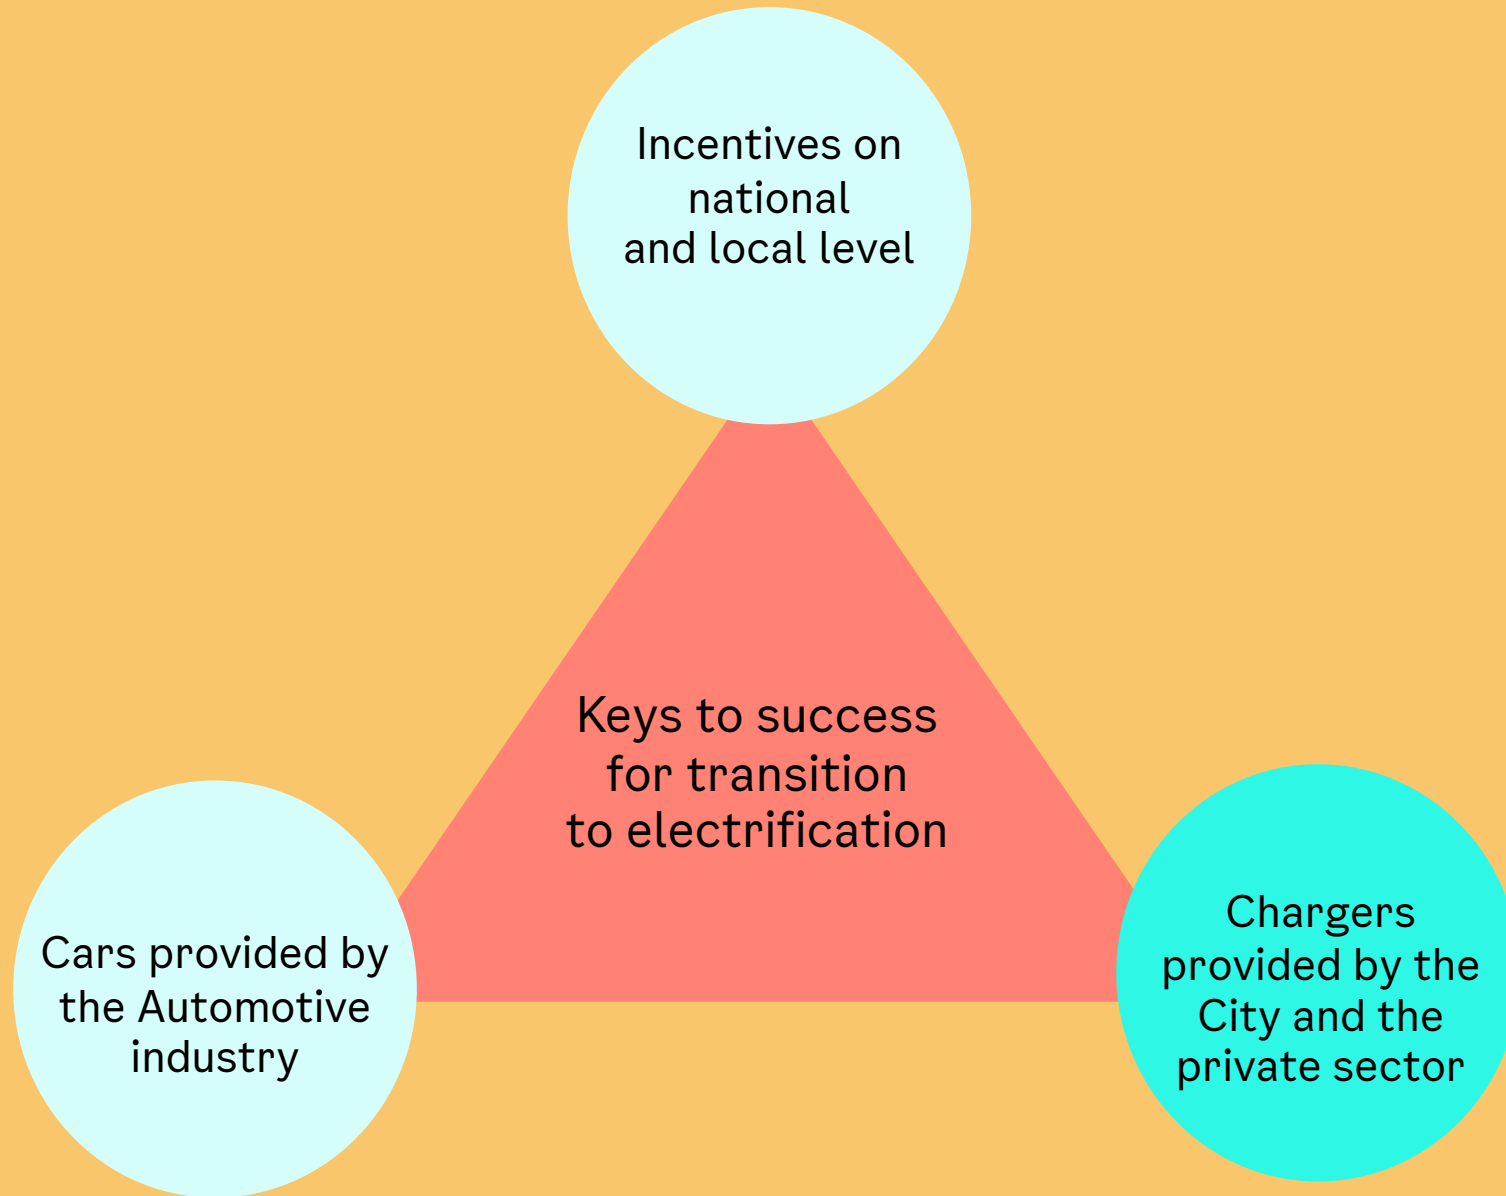 Incentives on
national
and local level
Keys to success
for transition
to electrification
Cars provided by
the Automotive
industry
Chargers
provided by the
City and the
private sector